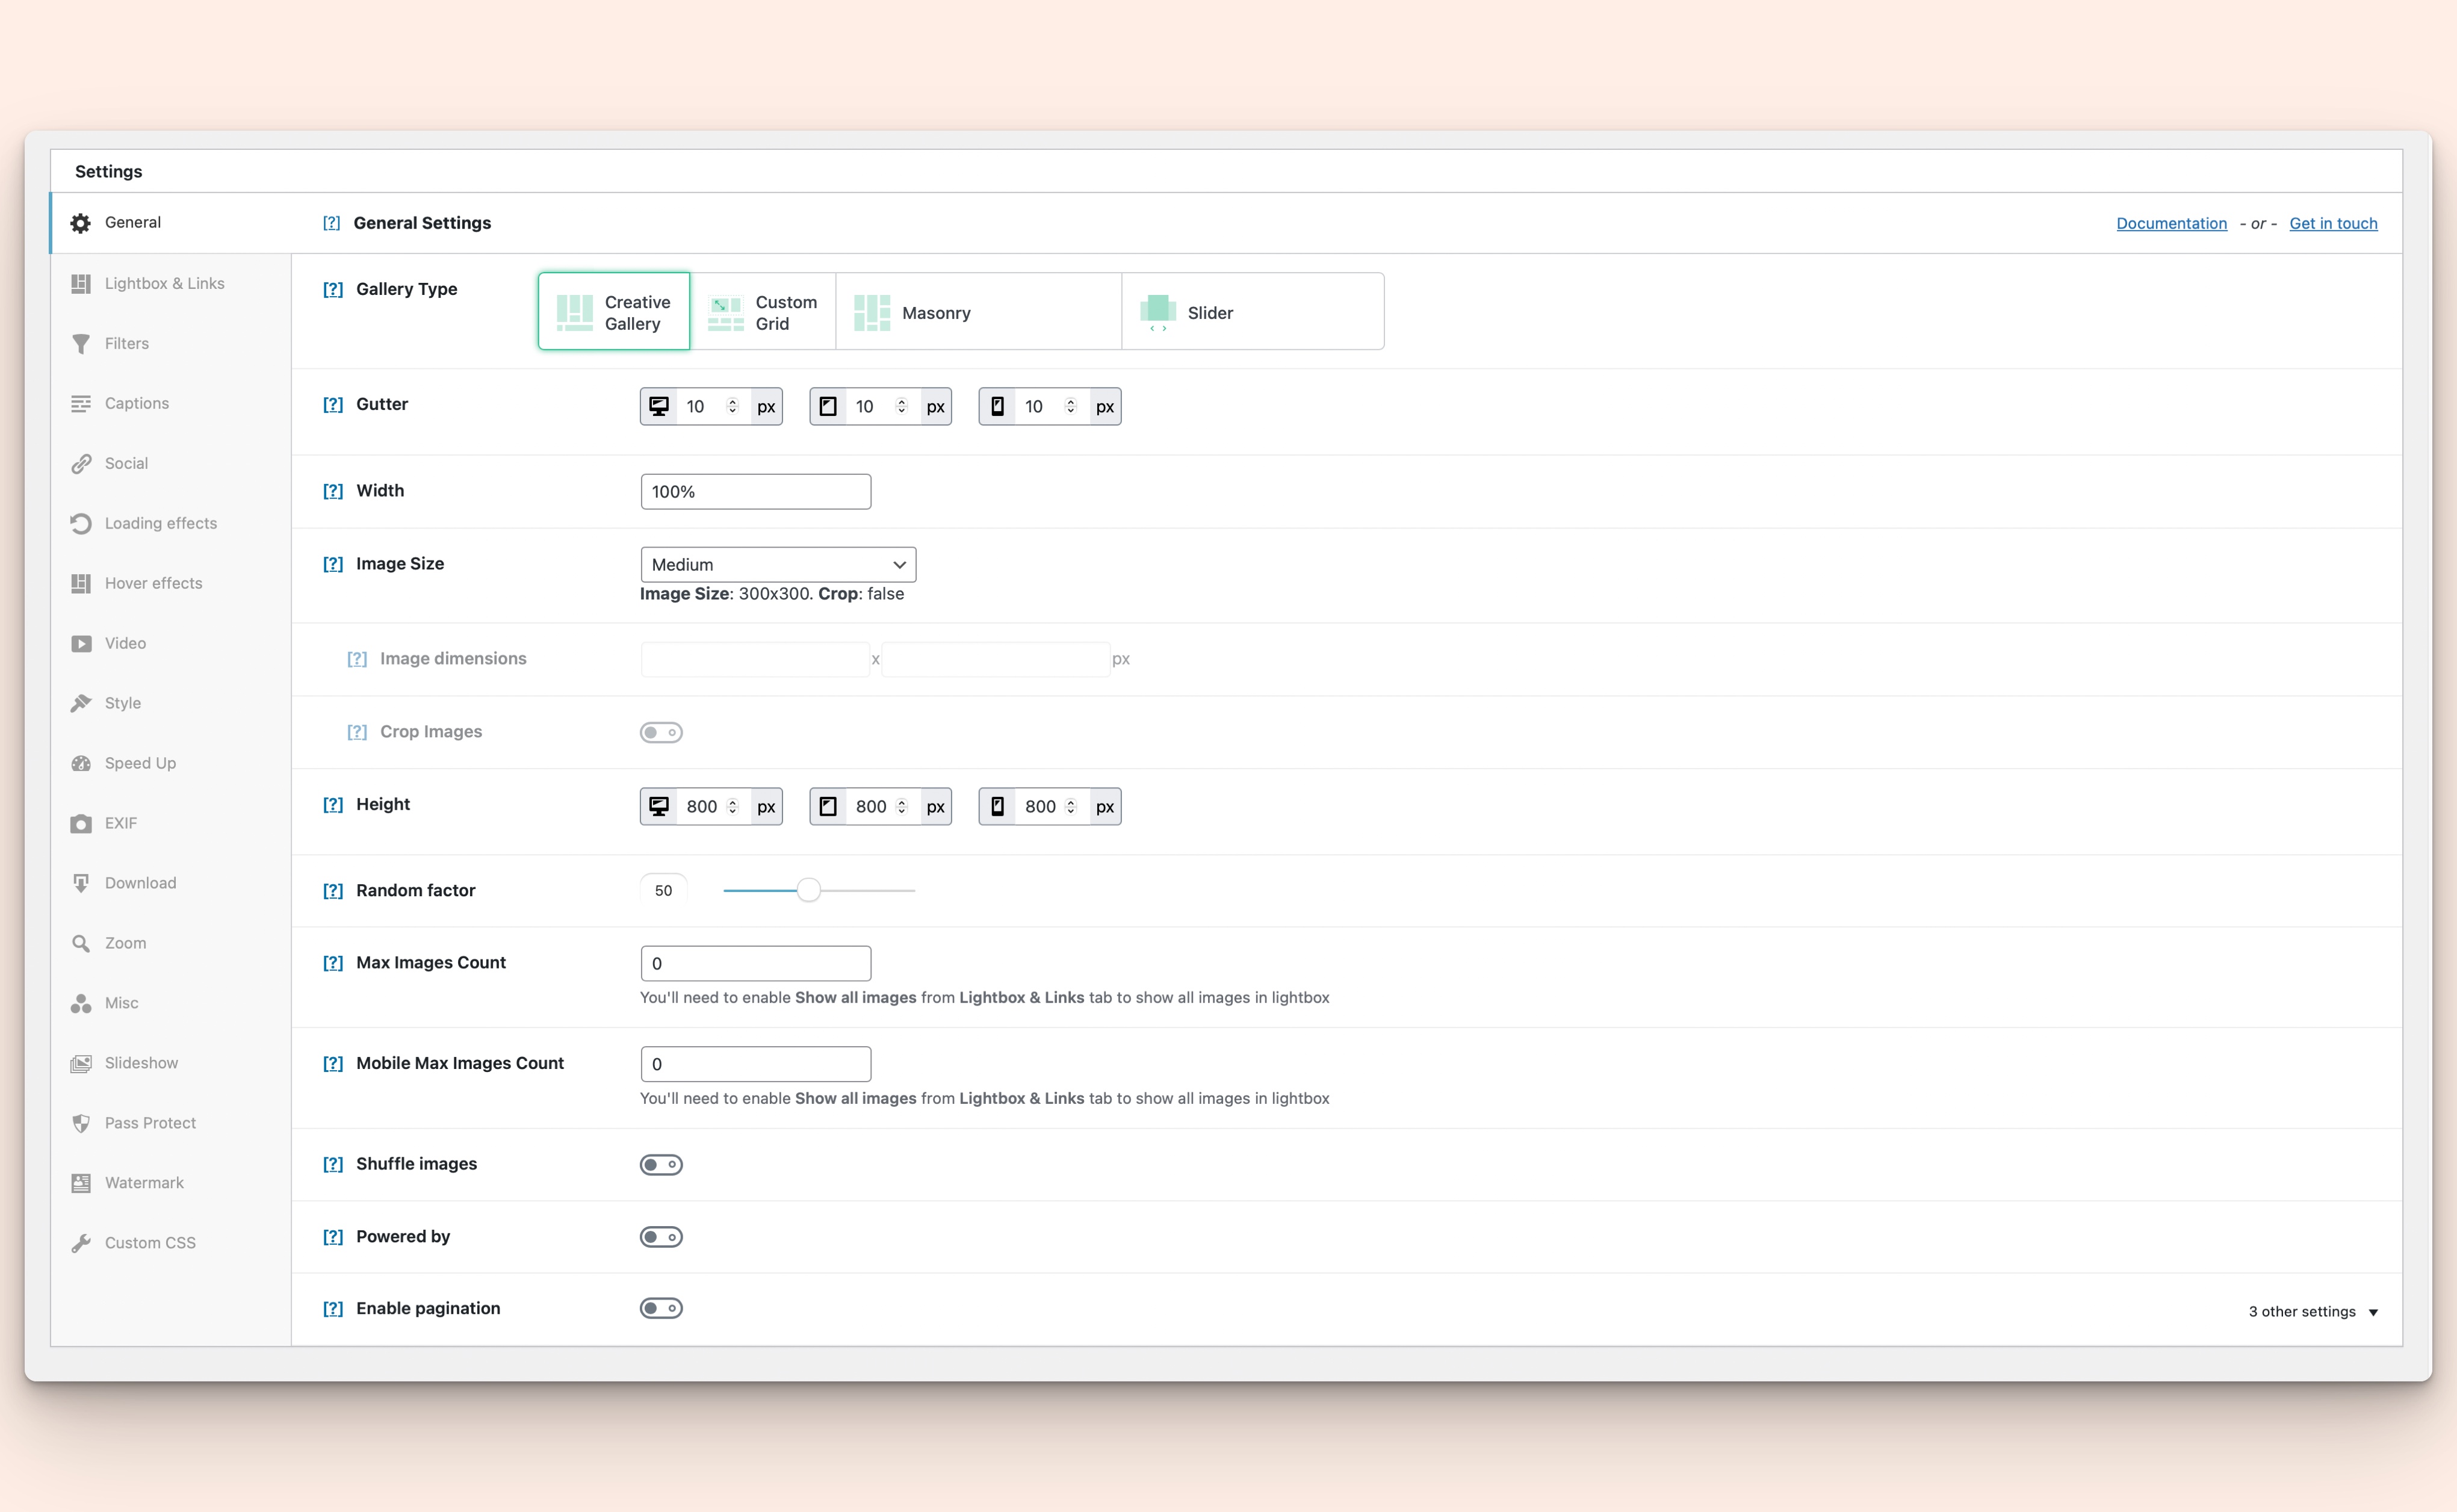 Settings
General
[?] General Settings
Documentation - or - Get in touch
Lightbox & Links
Filters
Captions
Social
Loading effects
Hover effects
Video
Style
Speed Up
EXIF
Download
Zoom
Misc
Slideshow
Pass Protect
Watermark
Custom CSS
[?] Gallery Type
Creative
Gallery
Custom
Grid
Masonry
Slider
[?] Gutter
10 px
10 px
10 px
[?] Width
100%
[?] Image Size
Medium
Image Size: 300x300. Crop: false
[?] Image dimensions
x px
[?] Crop Images
[?] Height
800 px
800 px
800 px
[?] Random factor
50
[?] Max Images Count
0
You'll need to enable Show all images from Lightbox & Links tab to show all images in lightbox
[?] Mobile Max Images Count
0
You'll need to enable Show all images from Lightbox & Links tab to show all images in lightbox
[?] Shuffle images
[?] Powered by
[?] Enable pagination
3 other settings